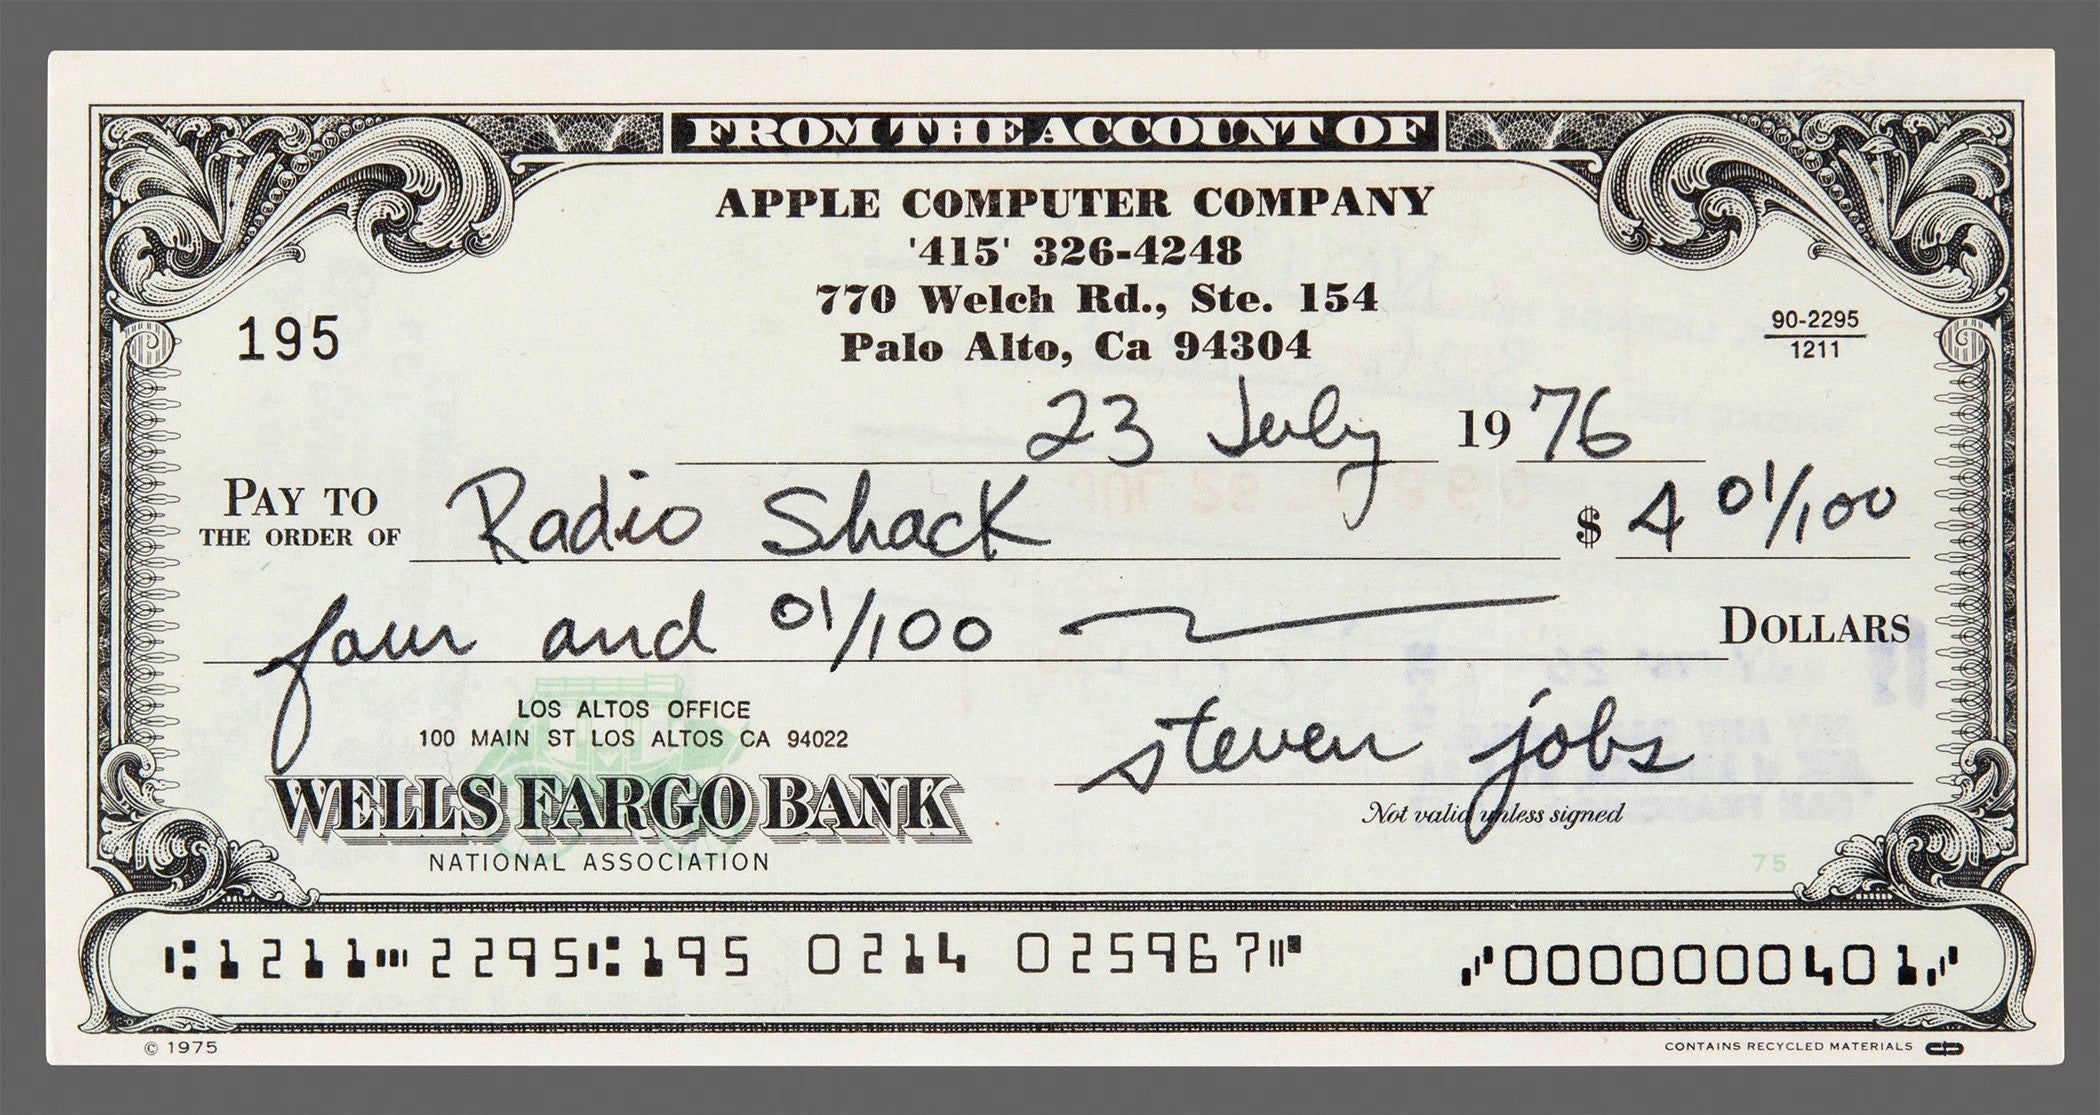 FROM THE ACCOUNT OF
APPLE COMPUTER COMPANY
'415' 326-4248
770 Welch Rd., Ste. 154
Palo Alto, Ca 94304
195
90-2295
1211
23 July 1976
PAY TO
THE ORDER OF Radio Shack $ 4 01/100
four and 01/100 DOLLARS
LOS ALTOS OFFICE
100 MAIN ST LOS ALTOS CA 94022
WELLS FARGO BANK
NATIONAL ASSOCIATION
steven jobs
Not valid unless signed
75
⑆1211⑉2295⑆195 0214 025967⑈ ⑇0000000401⑇
© 1975 CONTAINS RECYCLED MATERIALS